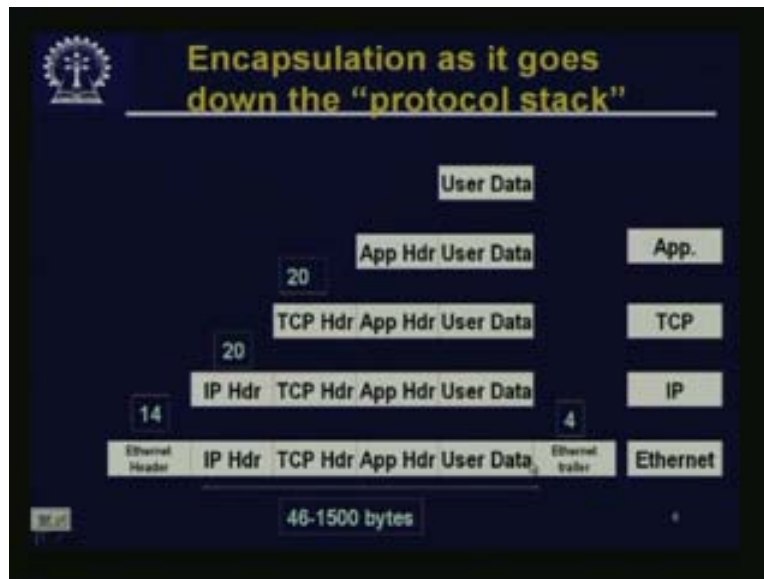 Encapsulation as it goes
down the “protocol stack”
User Data
App Hdr User Data
App.
20
TCP Hdr App Hdr User Data
TCP
20
IP Hdr TCP Hdr App Hdr User Data
IP
14
4
Ethernet
Header
IP Hdr TCP Hdr App Hdr User Data
Ethernet
trailer
Ethernet
46-1500 bytes